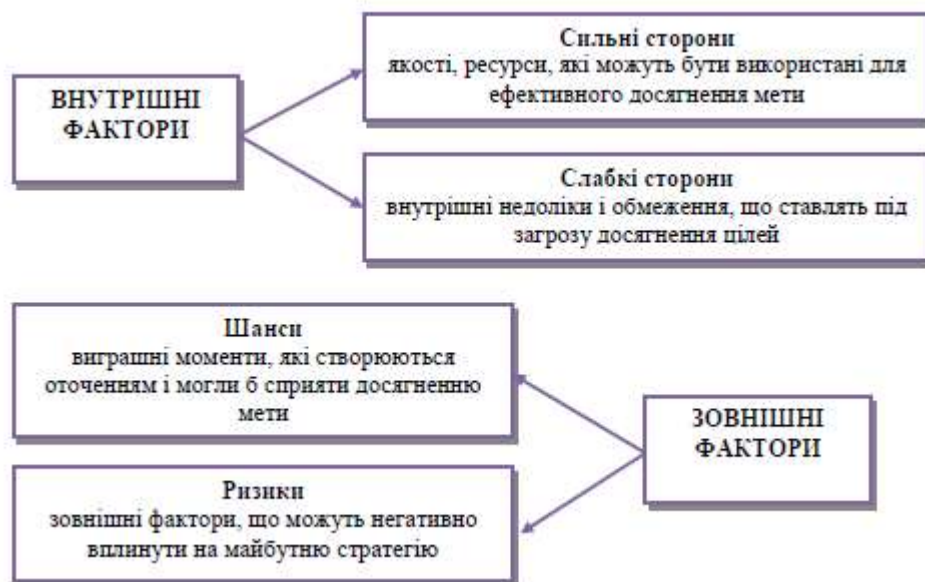 ВНУТРІШНІ
ФАКТОРИ
Сильні сторони
якості, ресурси, які можуть бути використані для
ефективного досягнення мети
Слабкі сторони
внутрішні недоліки і обмеження, що ставлять під
загрозу досягнення цілей
Шанси
виграшні моменти, які створюються
оточенням і могли б сприяти досягненню
мети
ЗОВНІШНІ
ФАКТОРИ
Ризики
зовнішні фактори, що можуть негативно
вплинути на майбутню стратегію